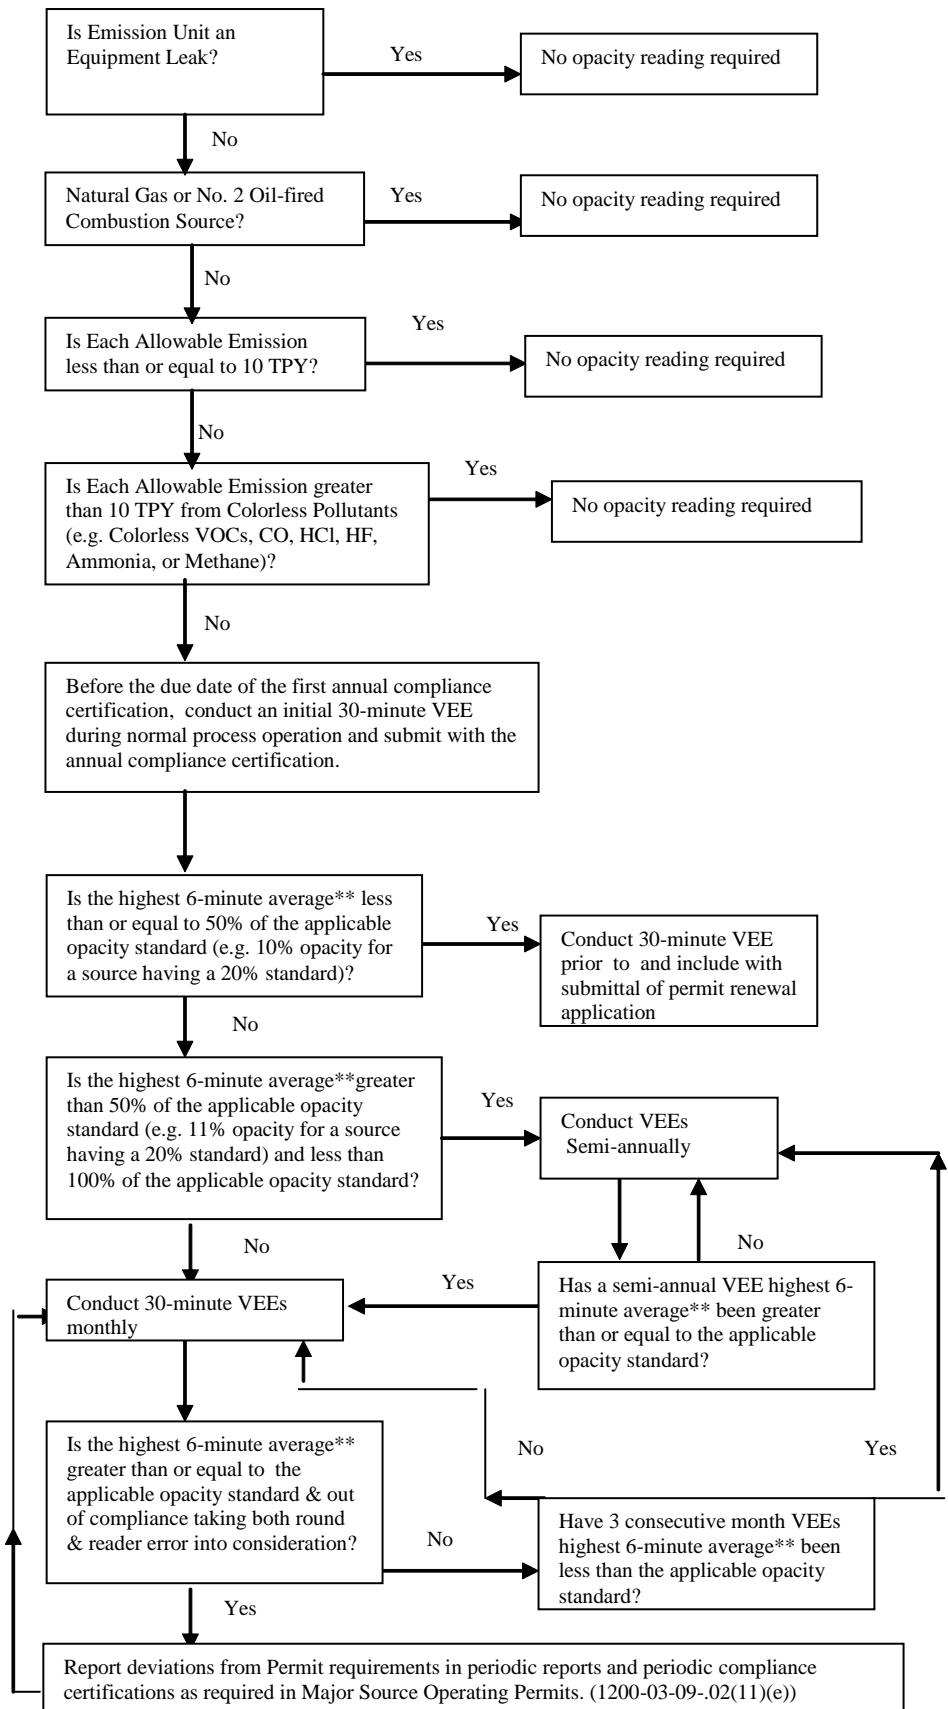 Is Emission Unit an
Equipment Leak?
Yes
No opacity reading required
No
Natural Gas or No. 2 Oil-fired
Combustion Source?
Yes
No opacity reading required
No
Is Each Allowable Emission
less than or equal to 10 TPY?
Yes
No opacity reading required
No
Is Each Allowable Emission greater
than 10 TPY from Colorless Pollutants
(e.g. Colorless VOCs, CO, HCl, HF,
Ammonia, or Methane)?
Yes
No opacity reading required
No
Before the due date of the first annual compliance
certification, conduct an initial 30-minute VEE
during normal process operation and submit with the
annual compliance certification.
Is the highest 6-minute average** less
than or equal to 50% of the applicable
opacity standard (e.g. 10% opacity for
a source having a 20% standard)?
Yes
Conduct 30-minute VEE
prior to and include with
submittal of permit renewal
application
No
Is the highest 6-minute average**greater
than 50% of the applicable opacity
standard (e.g. 11% opacity for a source
having a 20% standard) and less than
100% of the applicable opacity standard?
Yes
Conduct VEEs
Semi-annually
No
No
Has a semi-annual VEE highest 6-
minute average** been greater
than or equal to the applicable
opacity standard?
Yes
Conduct 30-minute VEEs
monthly
Is the highest 6-minute average**
greater than or equal to the
applicable opacity standard & out
of compliance taking both round
& reader error into consideration?
No
No
Yes
Have 3 consecutive month VEEs
highest 6-minute average** been
less than the applicable opacity
standard?
Yes
Report deviations from Permit requirements in periodic reports and periodic compliance
certifications as required in Major Source Operating Permits. (1200-03-09-.02(11)(e))